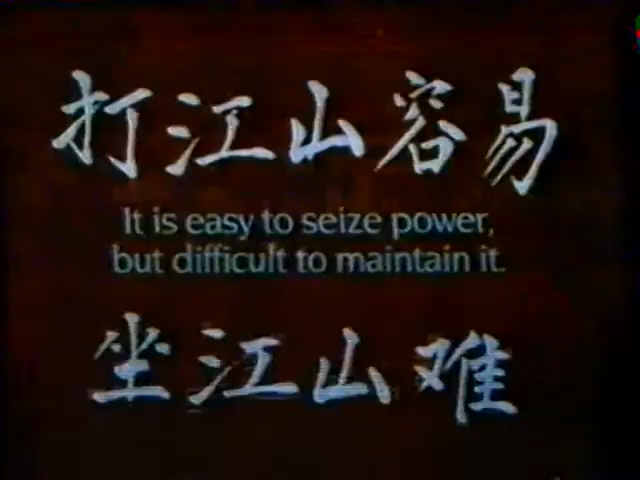 打江山容易
It is easy to seize power,
but difficult to maintain it.
坐江山难